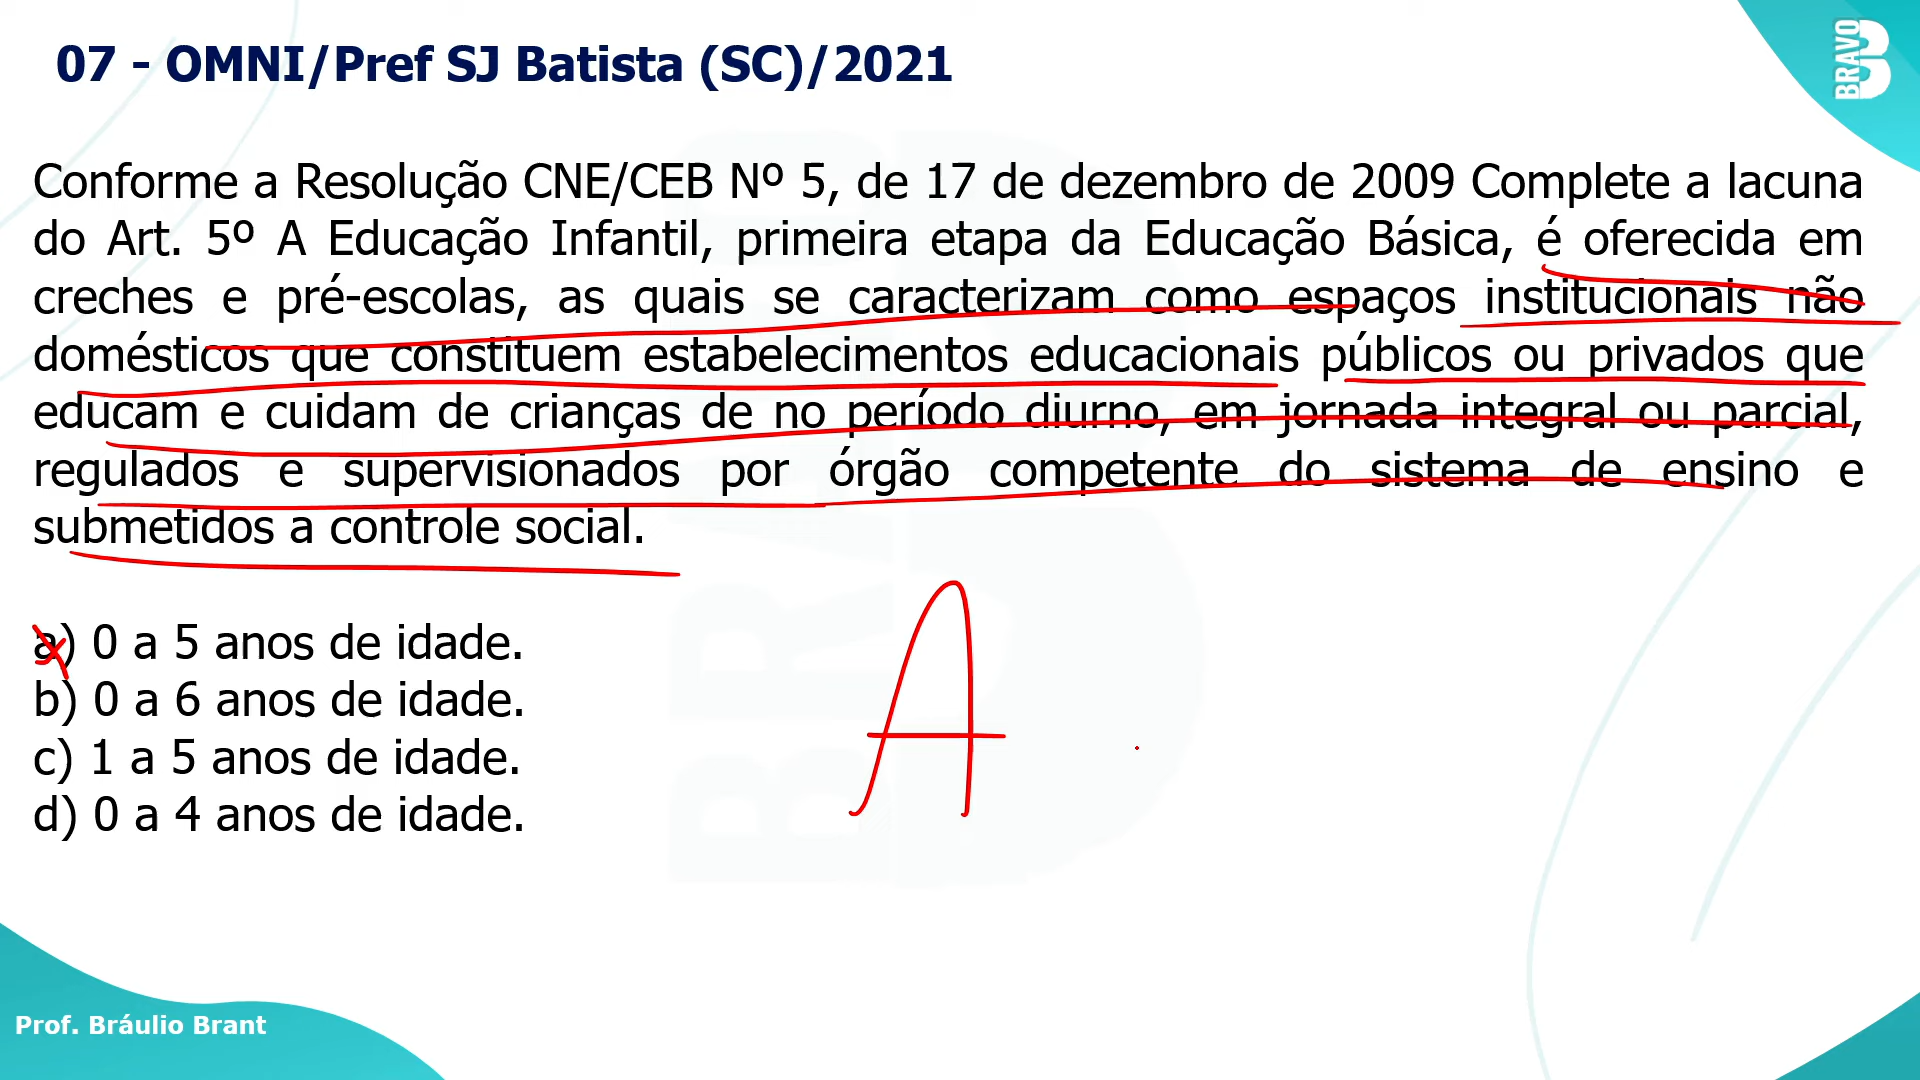 07 - OMNI/Pref SJ Batista (SC)/2021
BRAVO
Conforme a Resolução CNE/CEB Nº 5, de 17 de dezembro de 2009 Complete a lacuna
do Art. 5º A Educação Infantil, primeira etapa da Educação Básica, é oferecida em
creches e pré-escolas, as quais se caracterizam como espaços institucionais não
domésticos que constituem estabelecimentos educacionais públicos ou privados que
educam e cuidam de crianças de no período diurno, em jornada integral ou parcial,
regulados e supervisionados por órgão competente do sistema de ensino e
submetidos a controle social.
a) 0 a 5 anos de idade.
b) 0 a 6 anos de idade.
c) 1 a 5 anos de idade.
d) 0 a 4 anos de idade.
A
Prof. Bráulio Brant